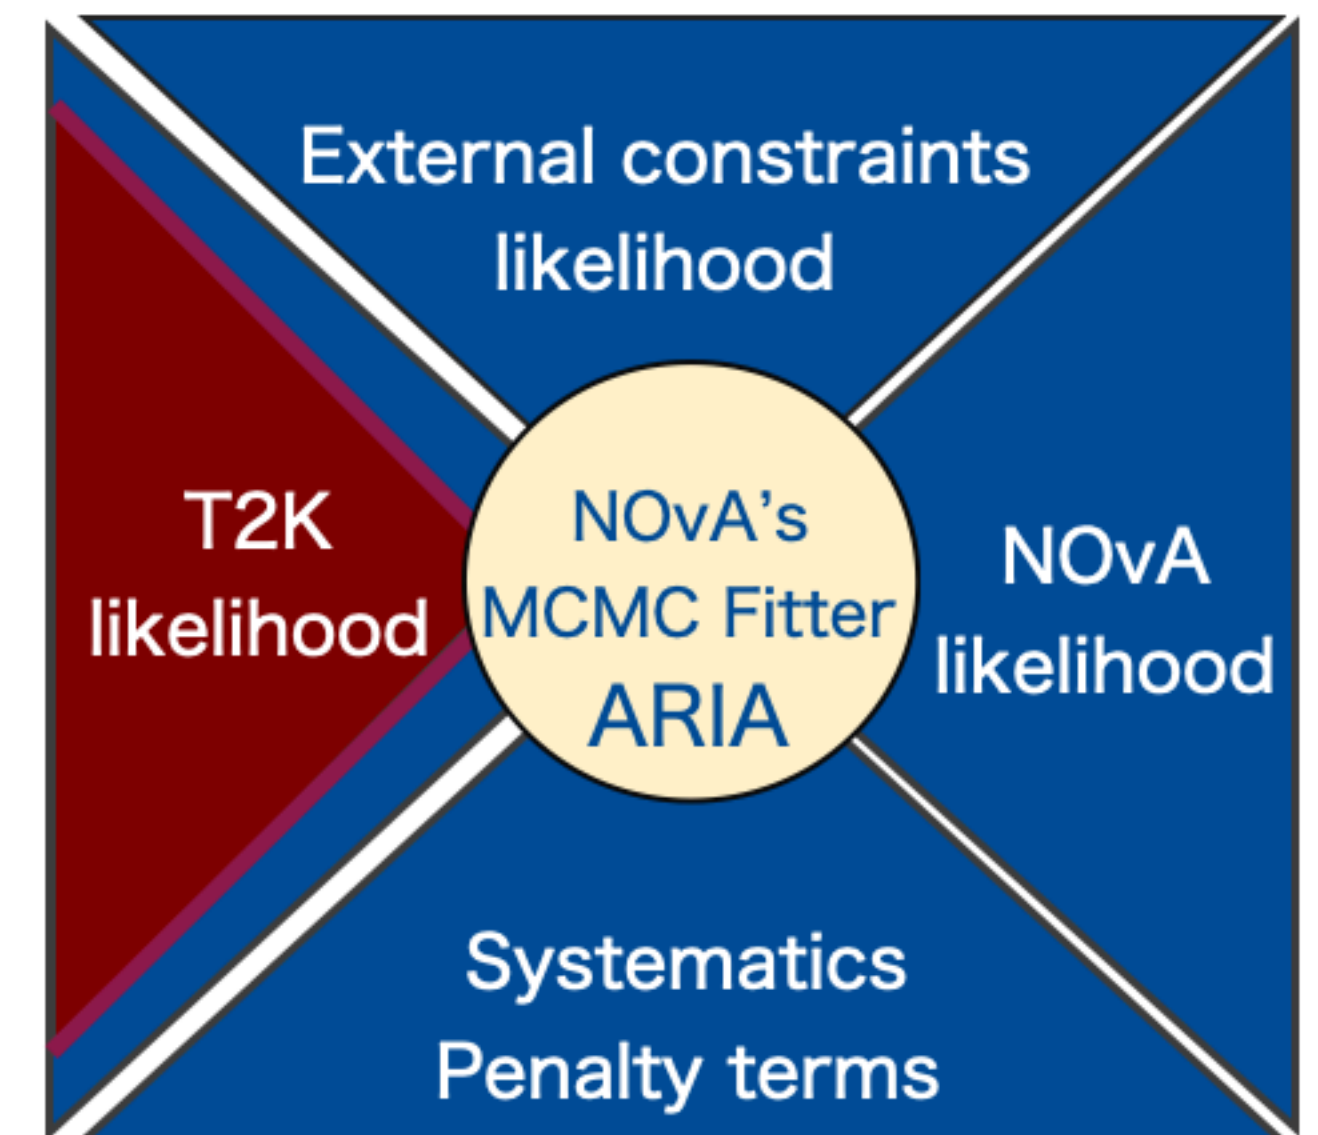 External constraints
likelihood
T2K
likelihood
NOvA's
MCMC Fitter
ARIA
NOvA
likelihood
Systematics
Penalty terms